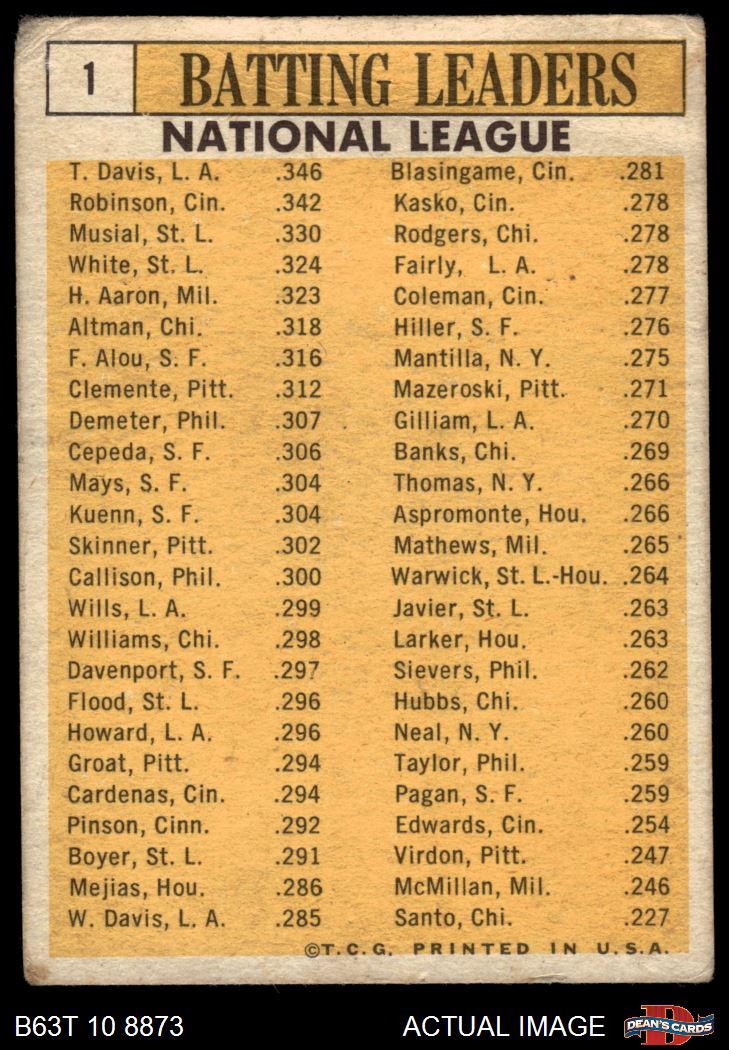 1 BATTING LEADERS
NATIONAL LEAGUE
T. Davis, L. A. .346
Robinson, Cin. .342
Musial, St. L. .330
White, St. L. .324
H. Aaron, Mil. .323
Altman, Chi. .318
F. Alou, S. F. .316
Clemente, Pitt. .312
Demeter, Phil. .307
Cepeda, S. F. .306
Mays, S. F. .304
Kuenn, S. F. .304
Skinner, Pitt. .302
Callison, Phil. .300
Wills, L. A. .299
Williams, Chi. .298
Davenport, S. F. .297
Flood, St. L. .296
Howard, L. A. .296
Groat, Pitt. .294
Cardenas, Cin. .294
Pinson, Cinn. .292
Boyer, St. L. .291
Mejias, Hou. .286
W. Davis, L. A. .285
Blasingame, Cin. .281
Kasko, Cin. .278
Rodgers, Chi. .278
Fairly, L. A. .278
Coleman, Cin. .277
Hiller, S. F. .276
Mantilla, N. Y. .275
Mazeroski, Pitt. .271
Gilliam, L. A. .270
Banks, Chi. .269
Thomas, N. Y. .266
Aspromonte, Hou. .266
Mathews, Mil. .265
Warwick, St. L.-Hou. .264
Javier, St. L. .263
Larker, Hou. .263
Sievers, Phil. .262
Hubbs, Chi. .260
Neal, N. Y. .260
Taylor, Phil. .259
Pagan, S. F. .259
Edwards, Cin. .254
Virdon, Pitt. .247
McMillan, Mil. .246
Santo, Chi. .227
©T.C.G. PRINTED IN U.S.A.
B63T 10 8873 ACTUAL IMAGE
D
DEAN'S CARDS